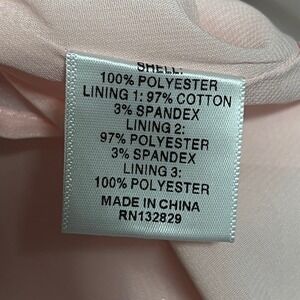 SHELL:
100% POLYESTER
LINING 1: 97% COTTON
3% SPANDEX
LINING 2:
97% POLYESTER
3% SPANDEX
LINING 3:
100% POLYESTER
MADE IN CHINA
RN132829